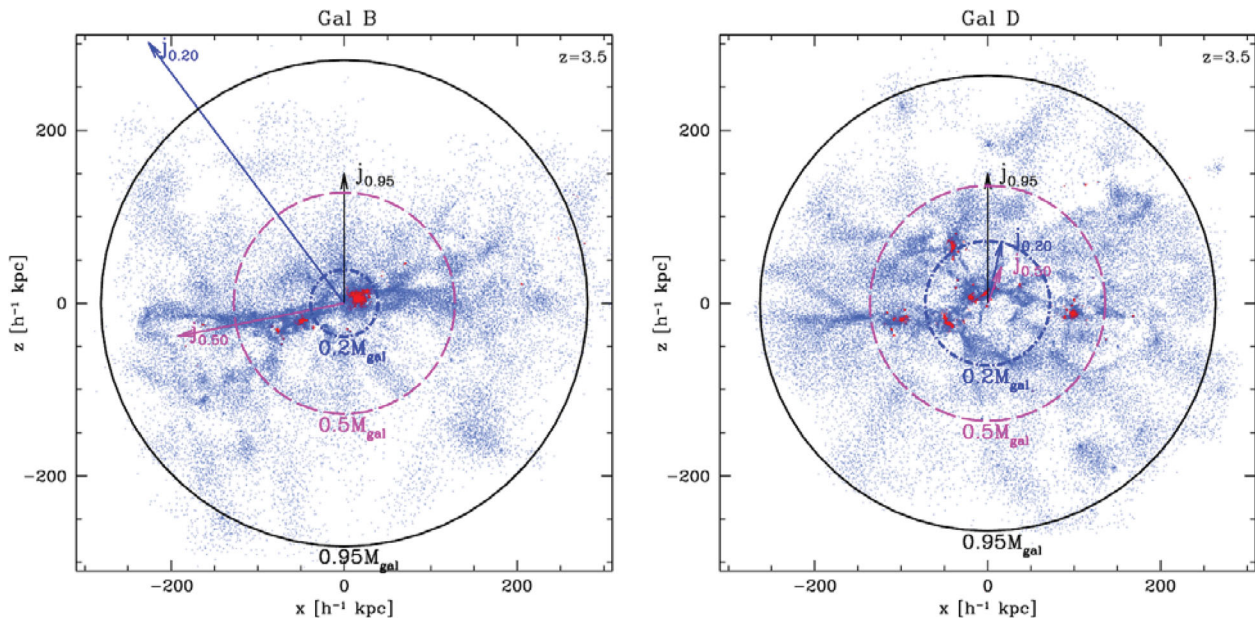 Gal B
j0.20
z=3.5
200
j0.95
0
j0.50
0.2Mgal
0.5Mgal
−200
0.95Mgal
−200 0 200
x [h⁻¹ kpc]
z [h⁻¹ kpc]
Gal D
z=3.5
200
j0.95
j0.20
j0.50
0
0.2Mgal
0.5Mgal
−200
0.95Mgal
−200 0 200
x [h⁻¹ kpc]
z [h⁻¹ kpc]